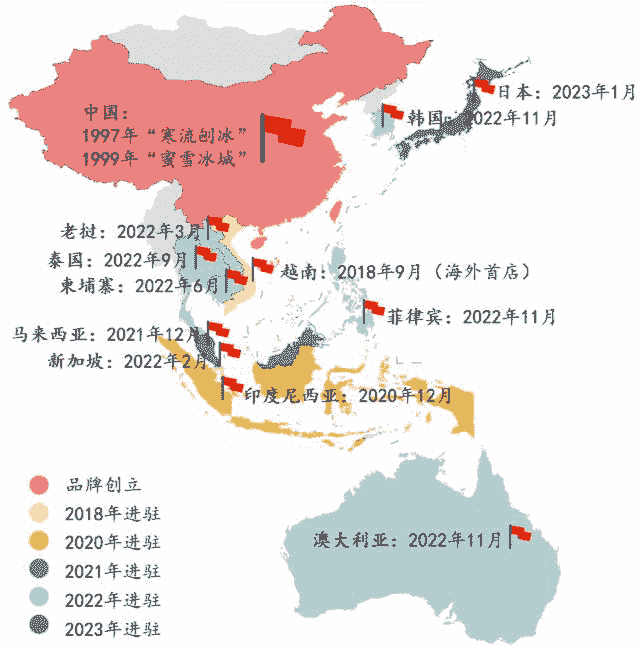 中国：
1997年“寒流刨冰”
1999年“蜜雪冰城”
日本：2023年1月
韩国：2022年11月
老挝：2022年3月
泰国：2022年9月
柬埔寨：2022年6月
越南：2018年9月（海外首店）
菲律宾：2022年11月
马来西亚：2021年12月
新加坡：2022年2月
印度尼西亚：2020年12月
澳大利亚：2022年11月
品牌创立
2018年进驻
2020年进驻
2021年进驻
2022年进驻
2023年进驻